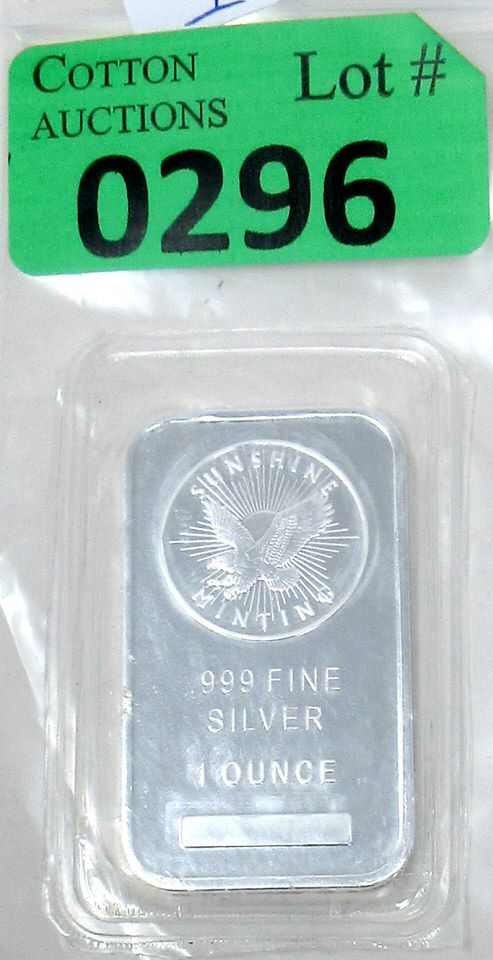 COTTON
AUCTIONS
Lot #
0296
SUNSHINE
MINTING
999 FINE
SILVER
1 OUNCE